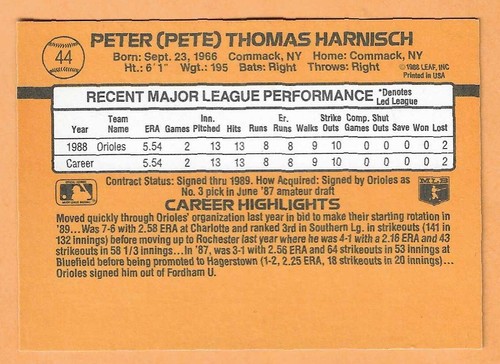 44
PETER (PETE) THOMAS HARNISCH
Born: Sept. 23, 1966 Commack, NY Home: Commack, NY
Ht.: 6'1" Wgt.: 195 Bats: Right Throws: Right
©1988 LEAF, INC
Printed in USA
RECENT MAJOR LEAGUE PERFORMANCE *Denotes Led League
Year Team Name ERA Games Inn. Pitched Hits Runs Er. Runs Walks Strike Outs Comp. Games Shut Outs Save Won Lost
1988 Orioles 5.54 2 13 13 8 8 9 10 0 0 0 0 2
Career 5.54 2 13 13 8 8 9 10 0 0 0 0 2
Contract Status: Signed thru 1989. How Acquired: Signed by Orioles as
No. 3 pick in June '87 amateur draft
MLB
CAREER HIGHLIGHTS
Moved quickly through Orioles' organization last year in bid to make their starting rotation in
'89...Was 7-6 with 2.58 ERA at Charlotte and ranked 3rd in Southern Lg. in strikeouts (141 in
132 innings) before moving up to Rochester (last year where he was 4-1 with a 2.16 ERA and 43
strikeouts in 58 1/3 innings...In '87, was 3-1 with 2.56 ERA and 64 strikeouts in 53 innings at
Bluefield before being promoted to Hagerstown (1-2, 2.25 ERA, 18 strikeouts in 20 innings)...
Orioles signed him out of Fordham U.